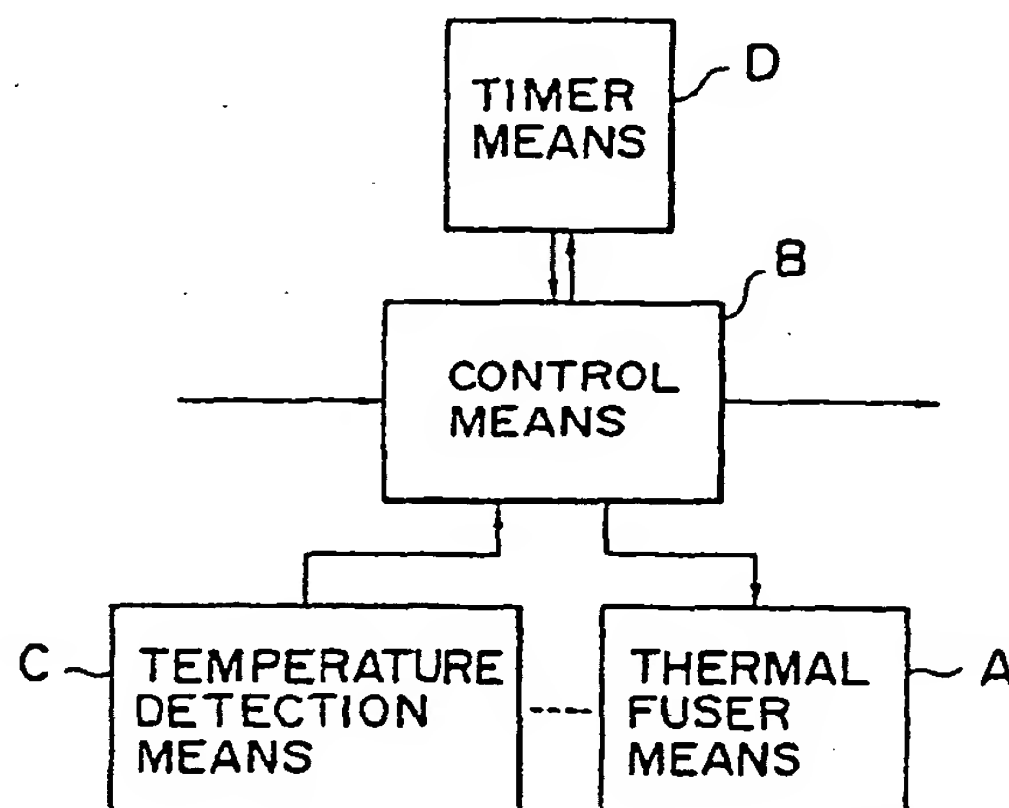 TIMER
MEANS
D
B
CONTROL
MEANS
C
TEMPERATURE
DETECTION
MEANS
THERMAL
FUSER
MEANS
A